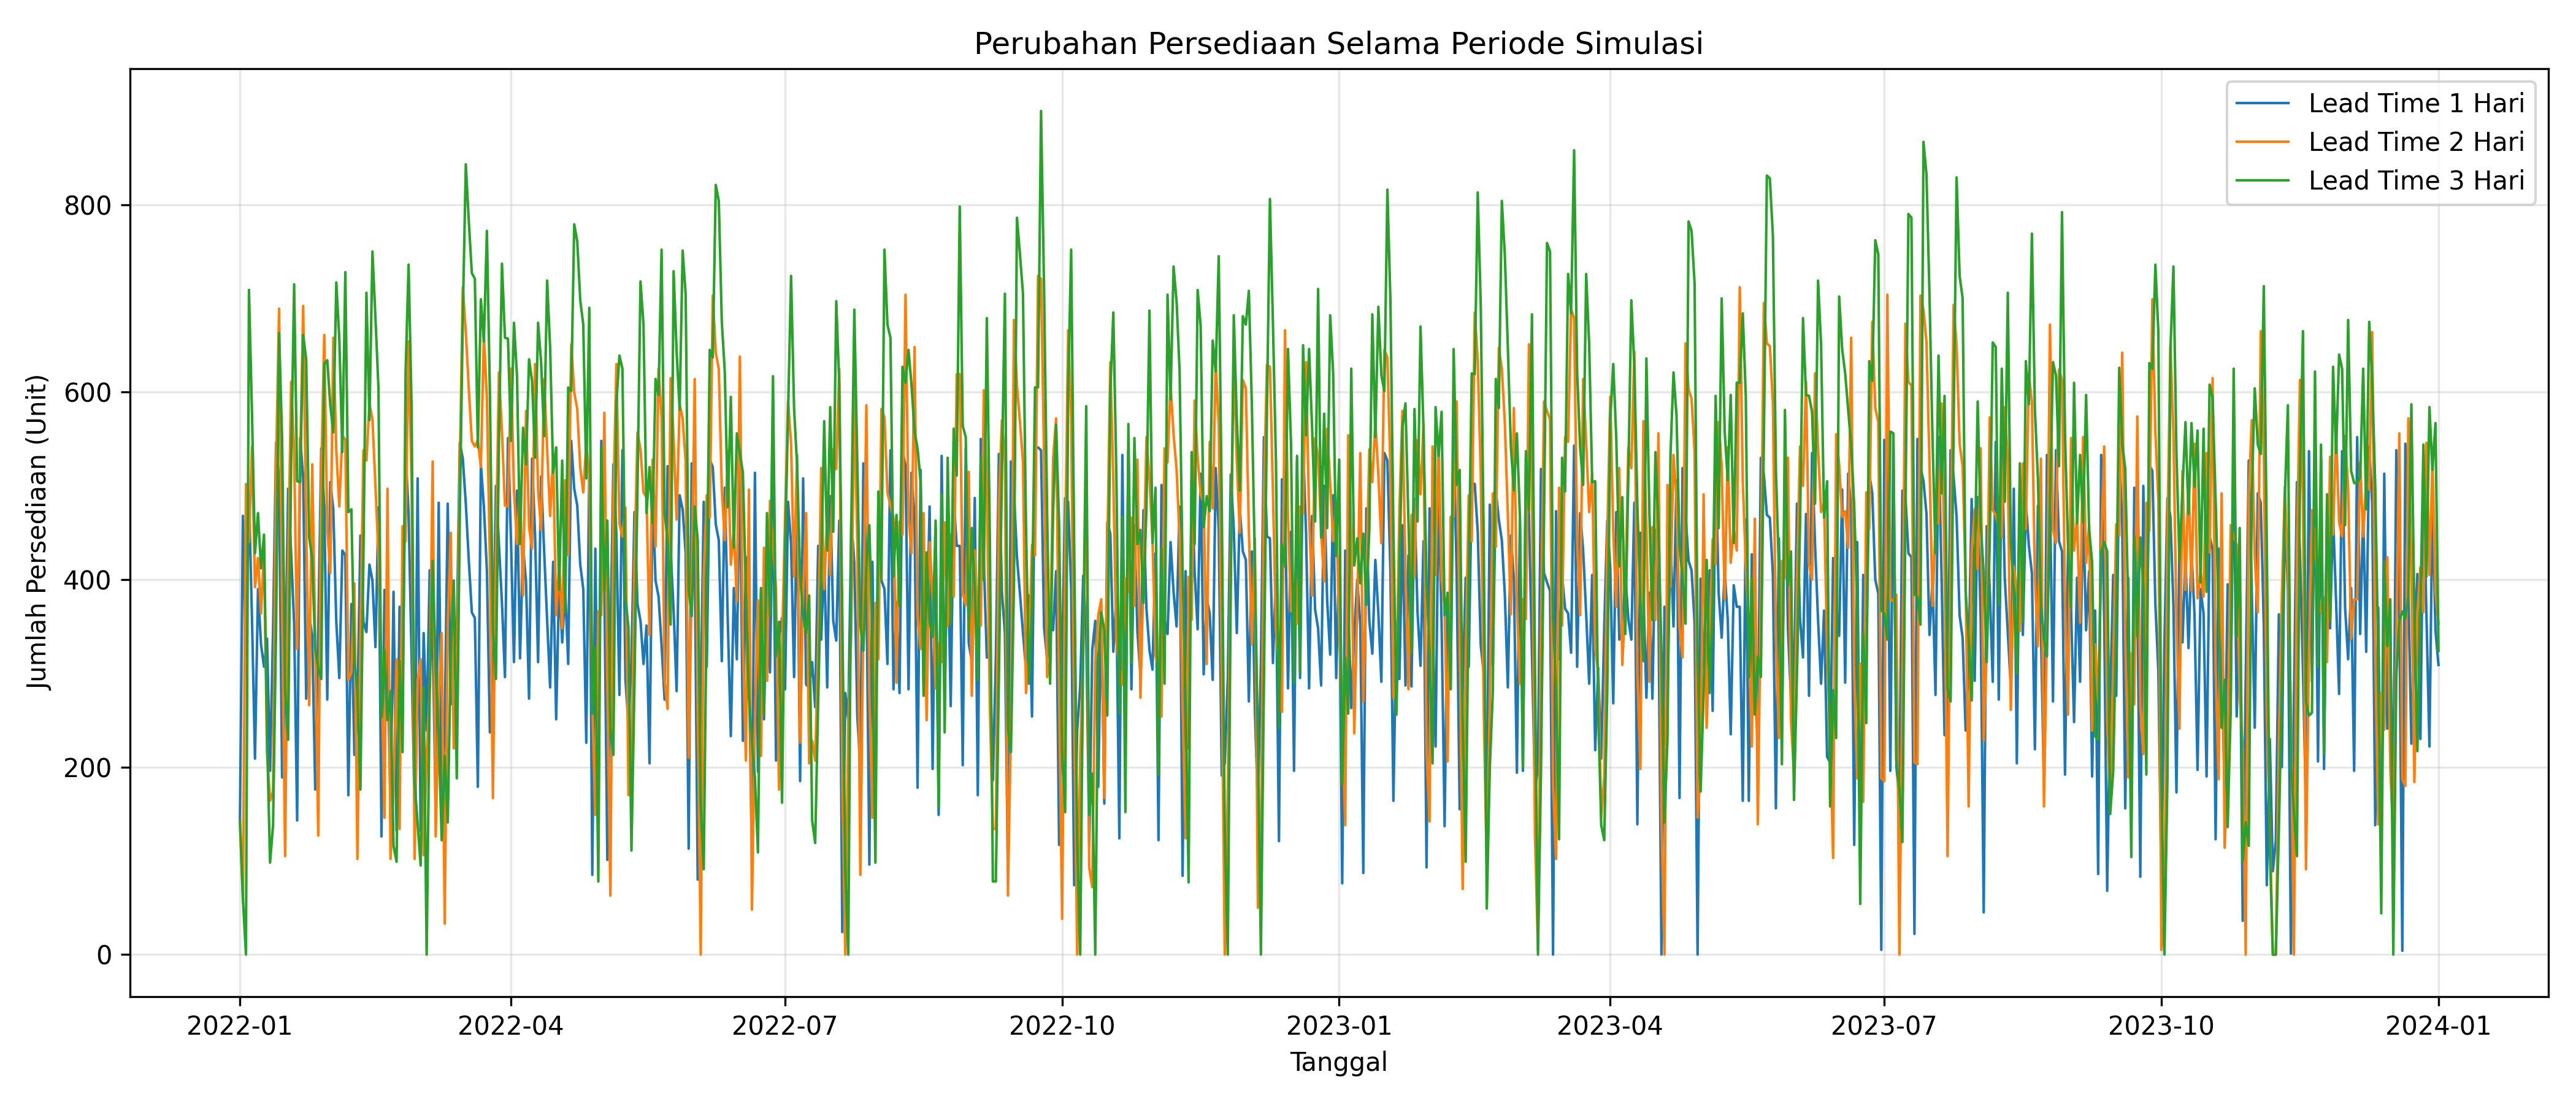 Perubahan Persediaan Selama Periode Simulasi
Lead Time 1 Hari
Lead Time 2 Hari
Lead Time 3 Hari
Jumlah Persediaan (Unit)
800
600
400
200
0
2022-01 2022-04 2022-07 2022-10 2023-01 2023-04 2023-07 2023-10 2024-01
Tanggal